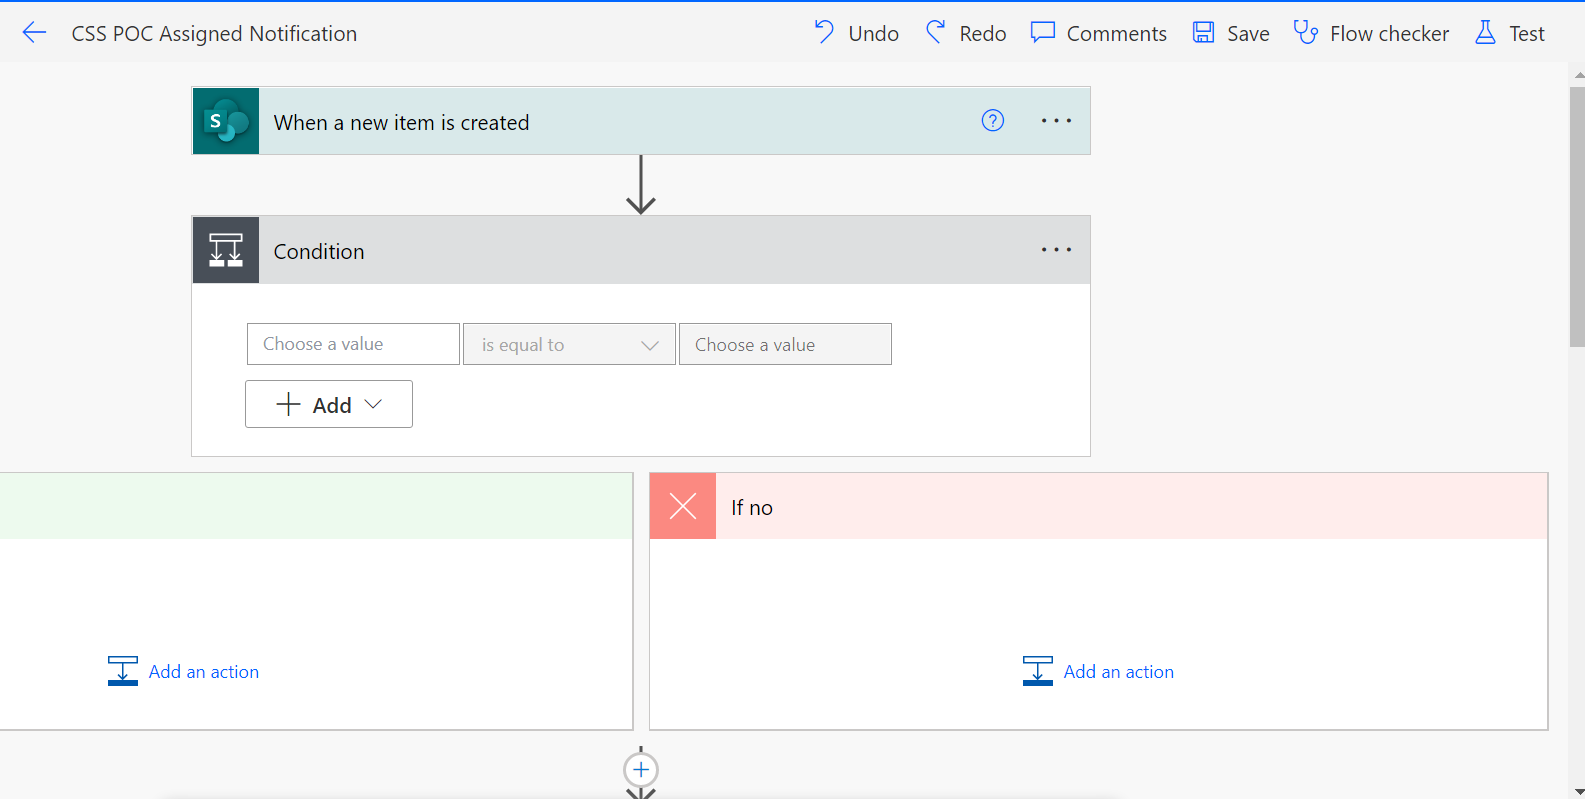 CSS POC Assigned Notification
Undo
Redo
Comments
Save
Flow checker
Test
S
When a new item is created
?
Condition
Choose a value
is equal to
Choose a value
Add
If no
Add an action
Add an action